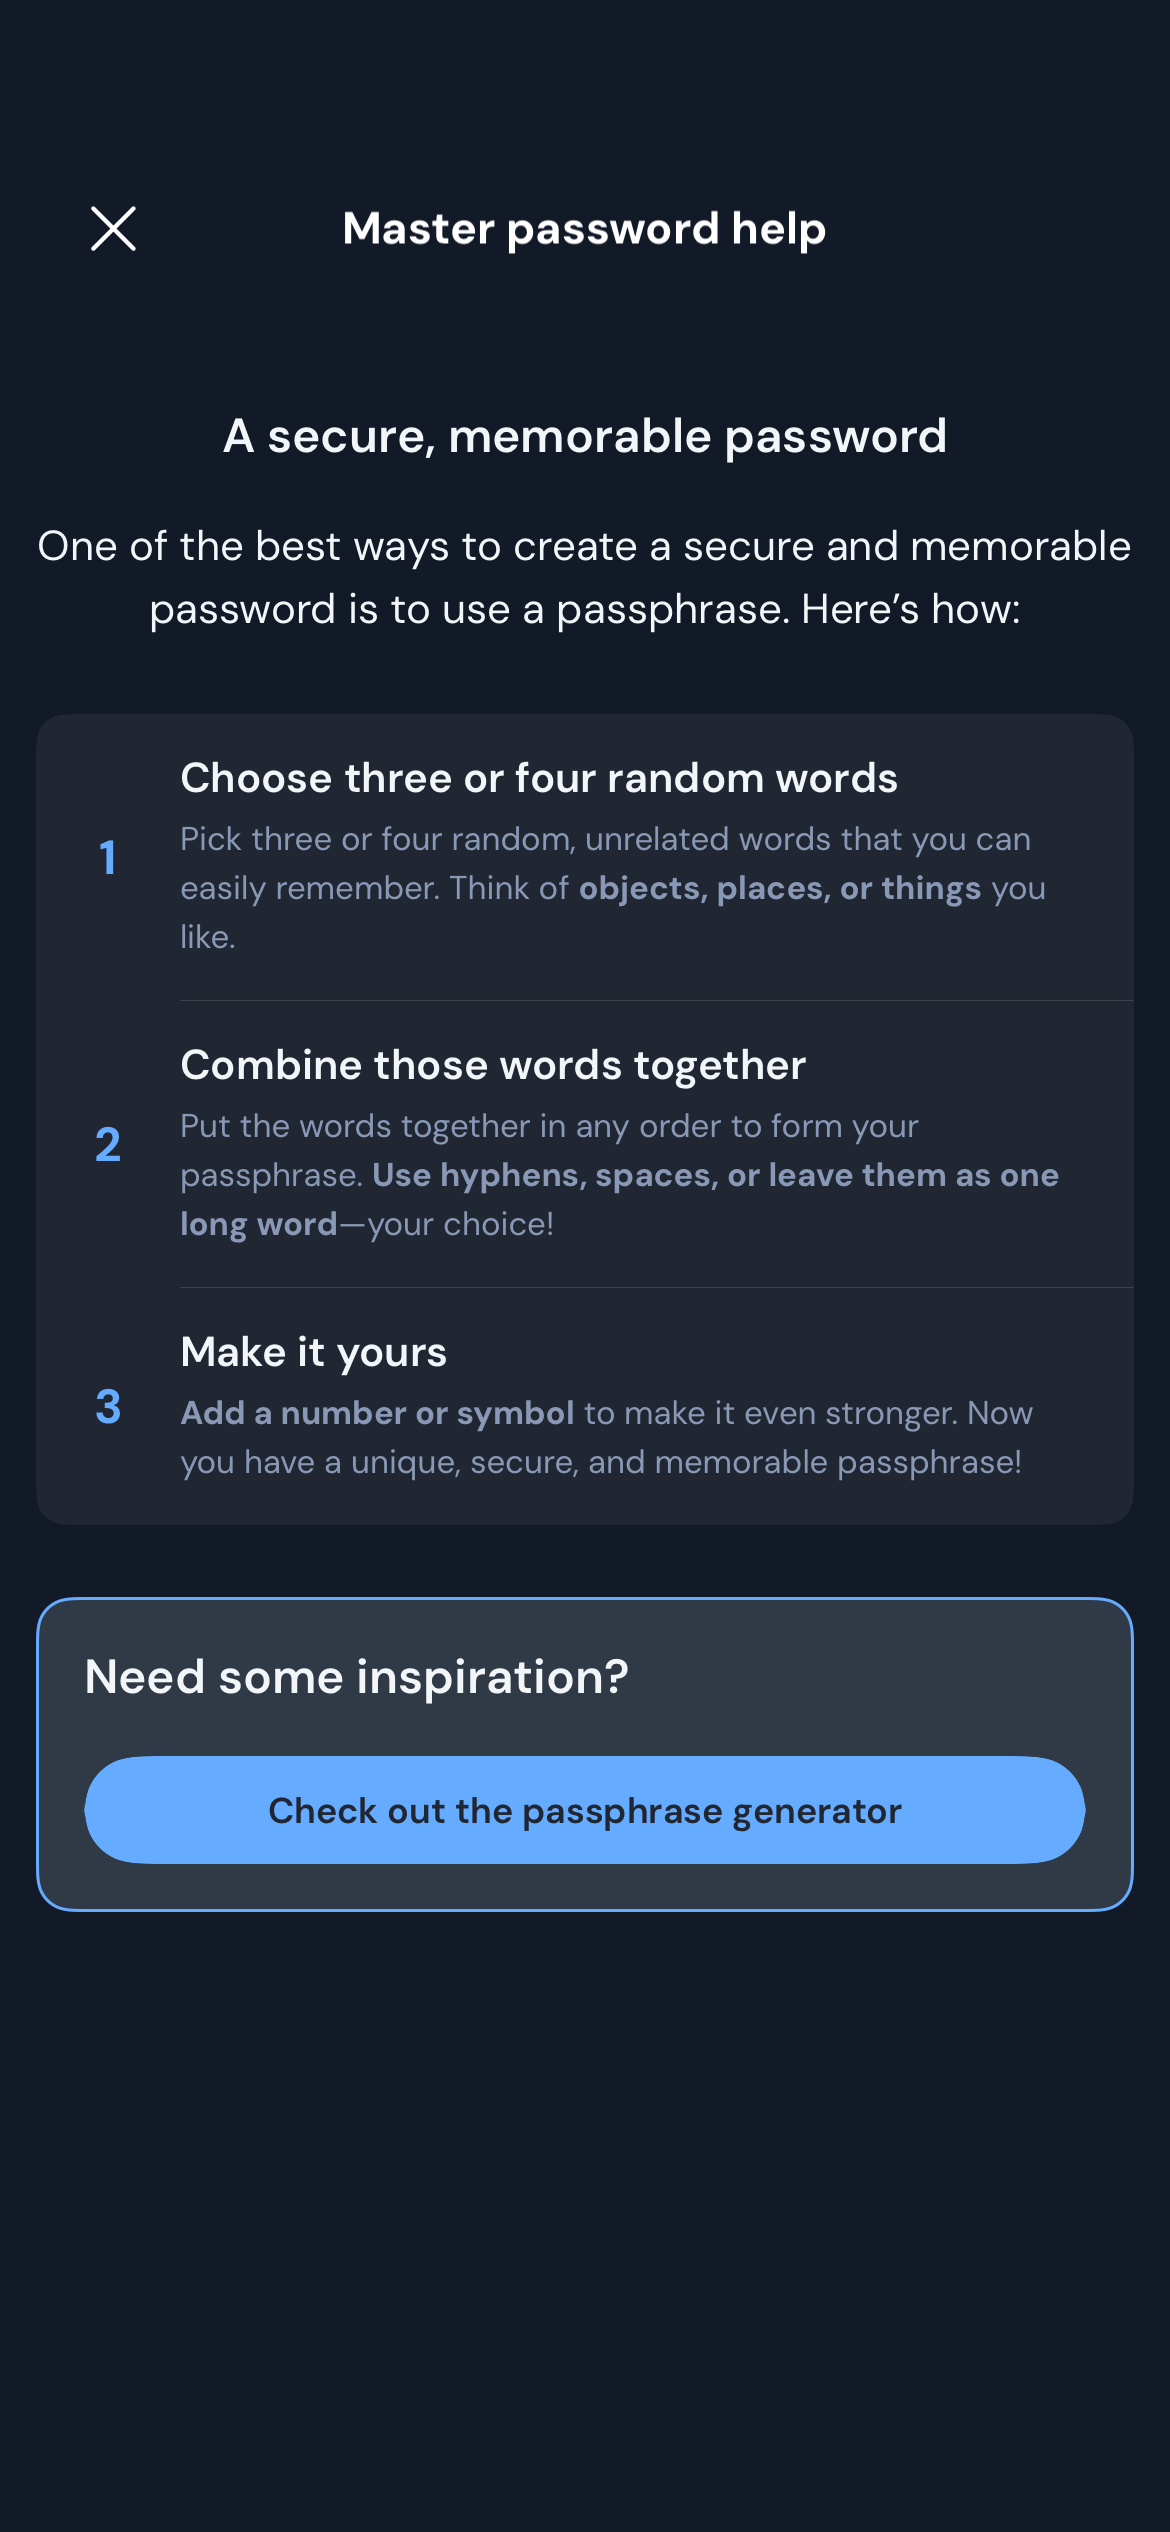 Master password help
A secure, memorable password
One of the best ways to create a secure and memorable
password is to use a passphrase. Here’s how:
1
Choose three or four random words
Pick three or four random, unrelated words that you can
easily remember. Think of objects, places, or things you
like.
2
Combine those words together
Put the words together in any order to form your
passphrase. Use hyphens, spaces, or leave them as one
long word—your choice!
3
Make it yours
Add a number or symbol to make it even stronger. Now
you have a unique, secure, and memorable passphrase!
Need some inspiration?
Check out the passphrase generator